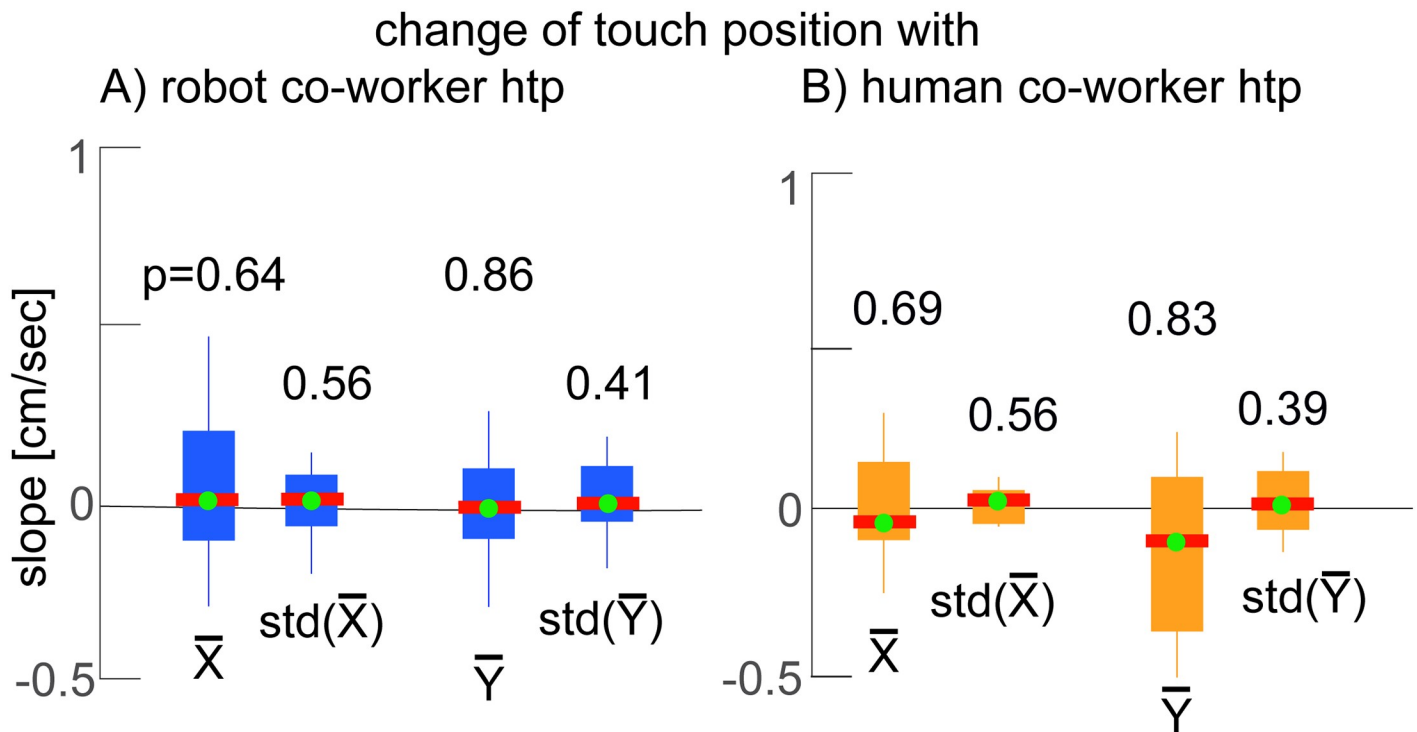 change of touch position with
A) robot co-worker htp
B) human co-worker htp
slope [cm/sec]
1
0
-0.5
p=0.64
0.56
0.86
0.41
X̅
std(X̅)
Y̅
std(Y̅)
1
0
-0.5
0.69
0.56
0.83
0.39
X̅
std(X̅)
Y̅
std(Y̅)